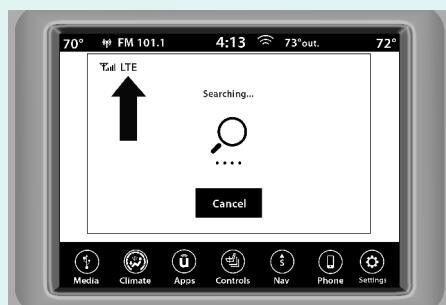 70° FM 101.1 4:13 73°out. 72°
LTE
Searching...
Cancel
Media Climate Apps Controls Nav Phone Settings